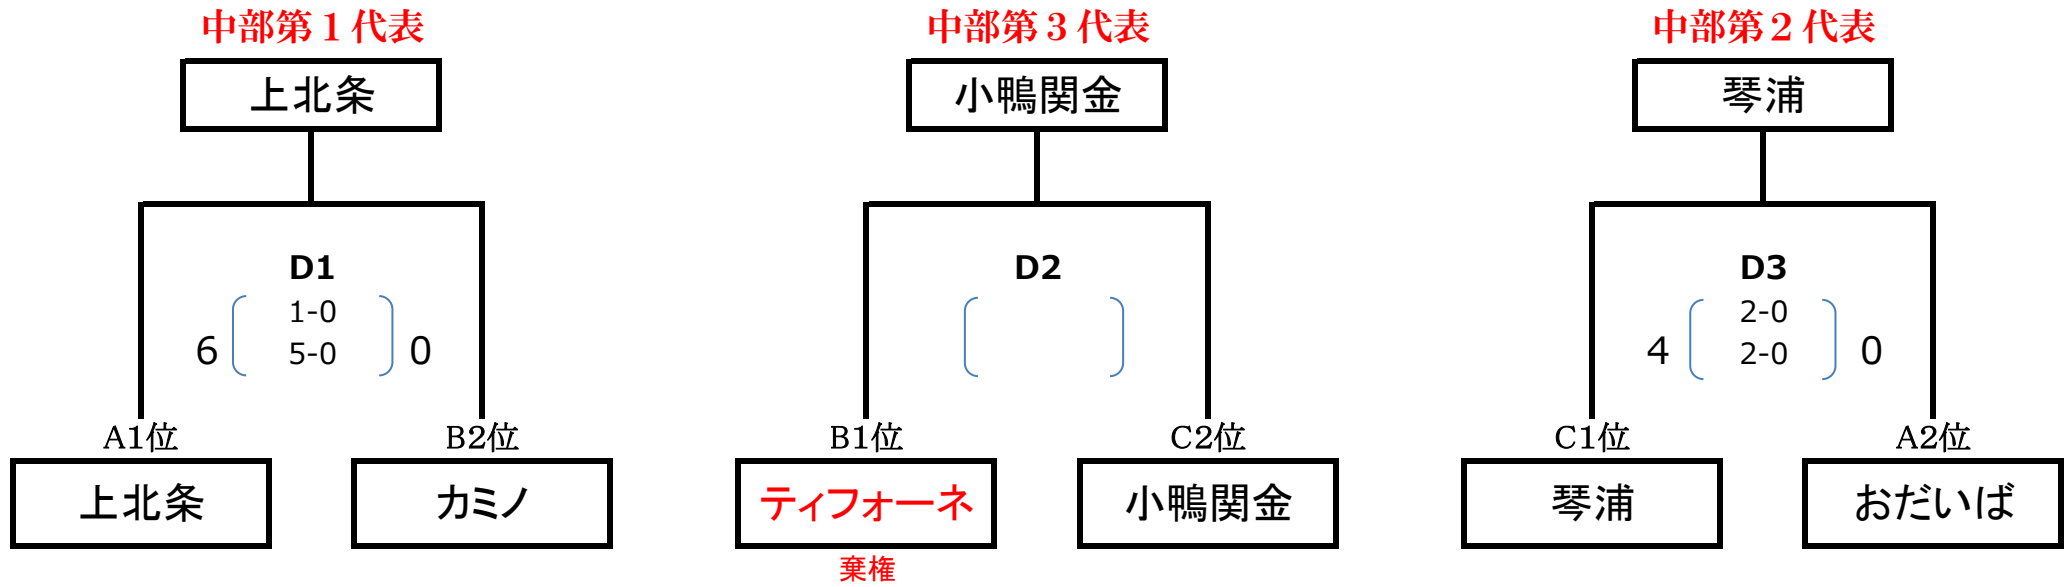 中部第１代表
上北条
D1
1-0
6 5-0 0
A1位 B2位
上北条 カミノ
中部第３代表
小鴨関金
D2
B1位 C2位
ティフォーネ 小鴨関金
棄権
中部第２代表
琴浦
D3
2-0
4 2-0 0
C1位 A2位
琴浦 おだいば